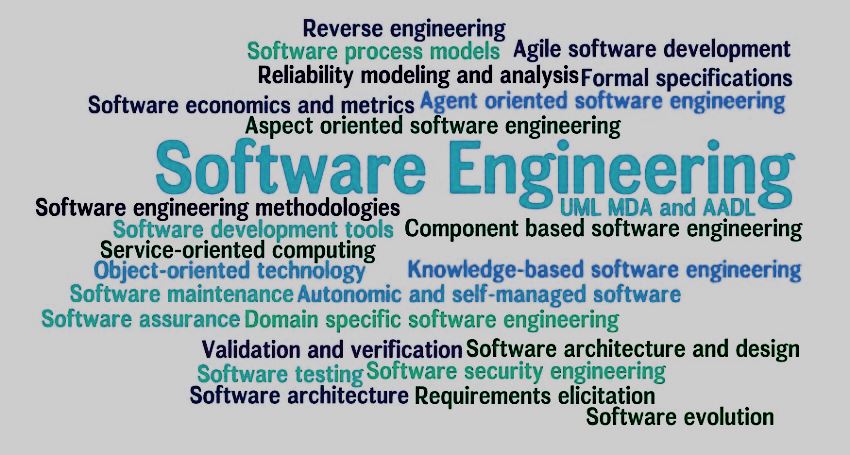 Reverse engineering
Software process models Agile software development
Reliability modeling and analysis Formal specifications
Software economics and metrics Agent oriented software engineering
Aspect oriented software engineering
Software Engineering
Software engineering methodologies UML MDA and AADL
Software development tools Component based software engineering
Service-oriented computing
Object-oriented technology Knowledge-based software engineering
Software maintenance Autonomic and self-managed software
Software assurance Domain specific software engineering
Validation and verification Software architecture and design
Software testing Software security engineering
Software architecture Requirements elicitation
Software evolution